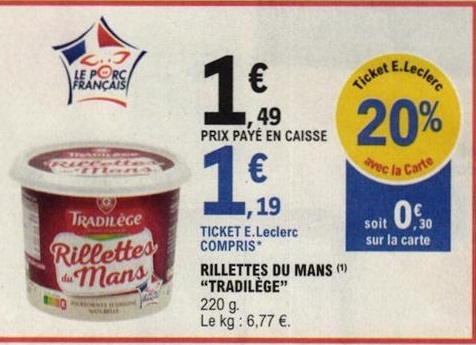 LE PORC
FRANÇAIS
TRADILÈGE
Rillettes
du Mans
1€
,49
PRIX PAYÉ EN CAISSE
1€
,19
TICKET E.Leclerc
COMPRIS*
RILLETTES DU MANS (1)
"TRADILÈGE"
220 g.
Le kg : 6,77 €.
Ticket E.Leclerc
20%
avec la Carte
soit 0€,30
sur la carte